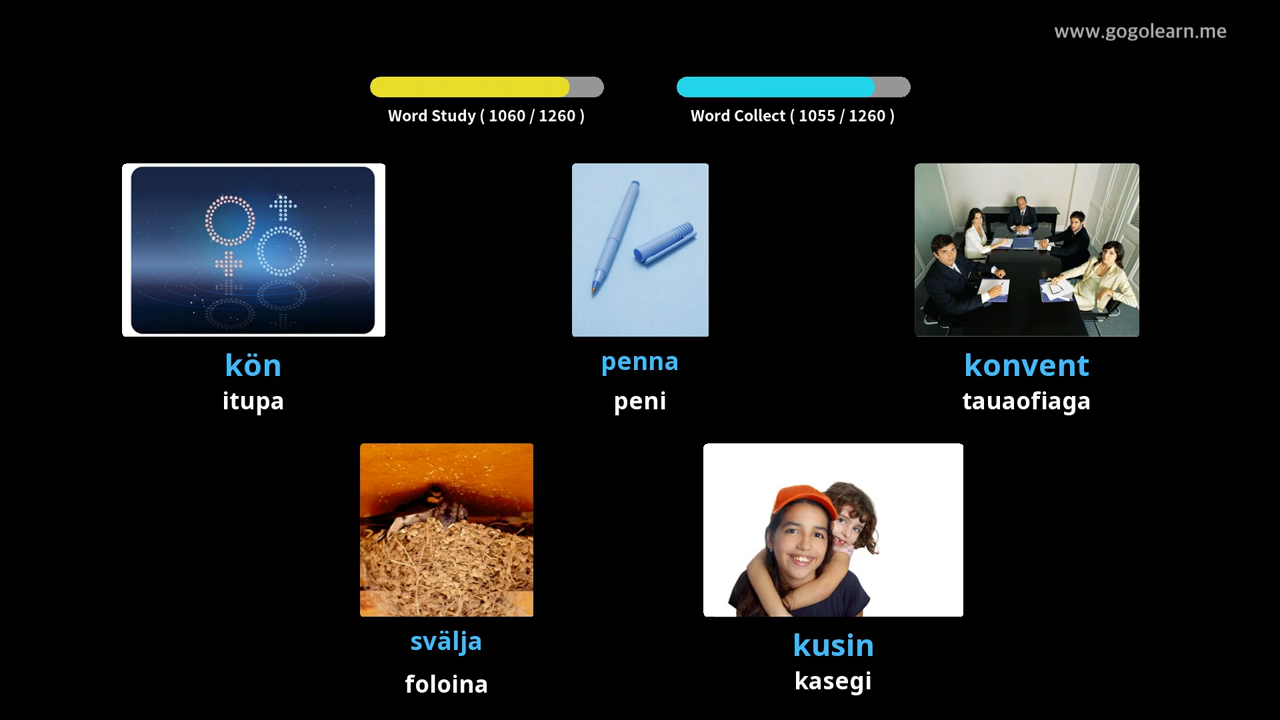 www.gogolearn.me
Word Study ( 1060 / 1260 )
Word Collect ( 1055 / 1260 )
kön
itupa
penna
peni
konvent
tauaofiaga
svälja
foloina
kusin
kasegi